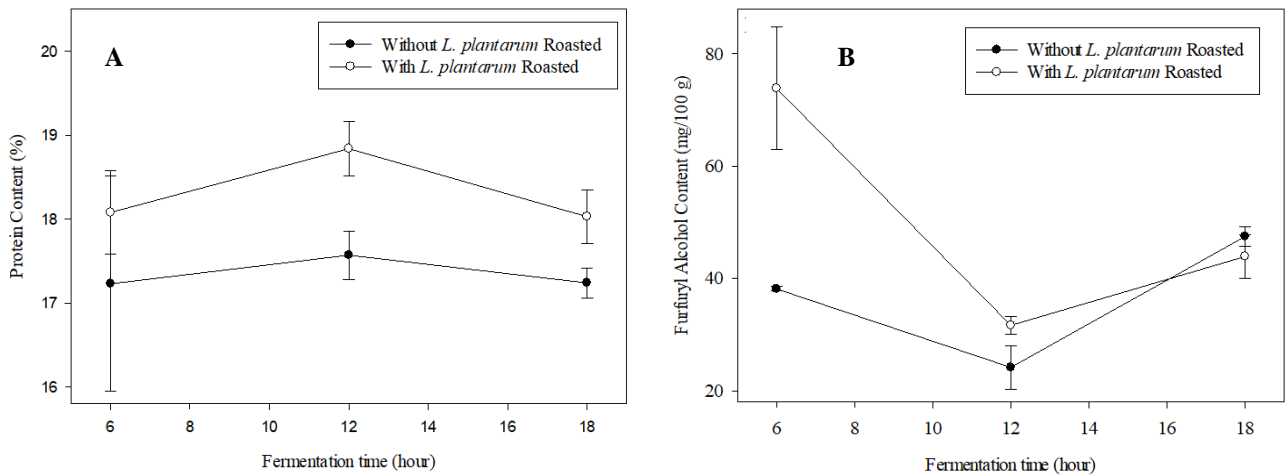 A
Without L. plantarum Roasted
With L. plantarum Roasted
Protein Content (%)
20
19
18
17
16
6
8
10
12
14
16
18
Fermentation time (hour)
B
Without L. plantarum Roasted
With L. plantarum Roasted
Furfuryl Alcohol Content (mg/100 g)
80
60
40
20
6
8
10
12
14
16
18
Fermentation time (hour)